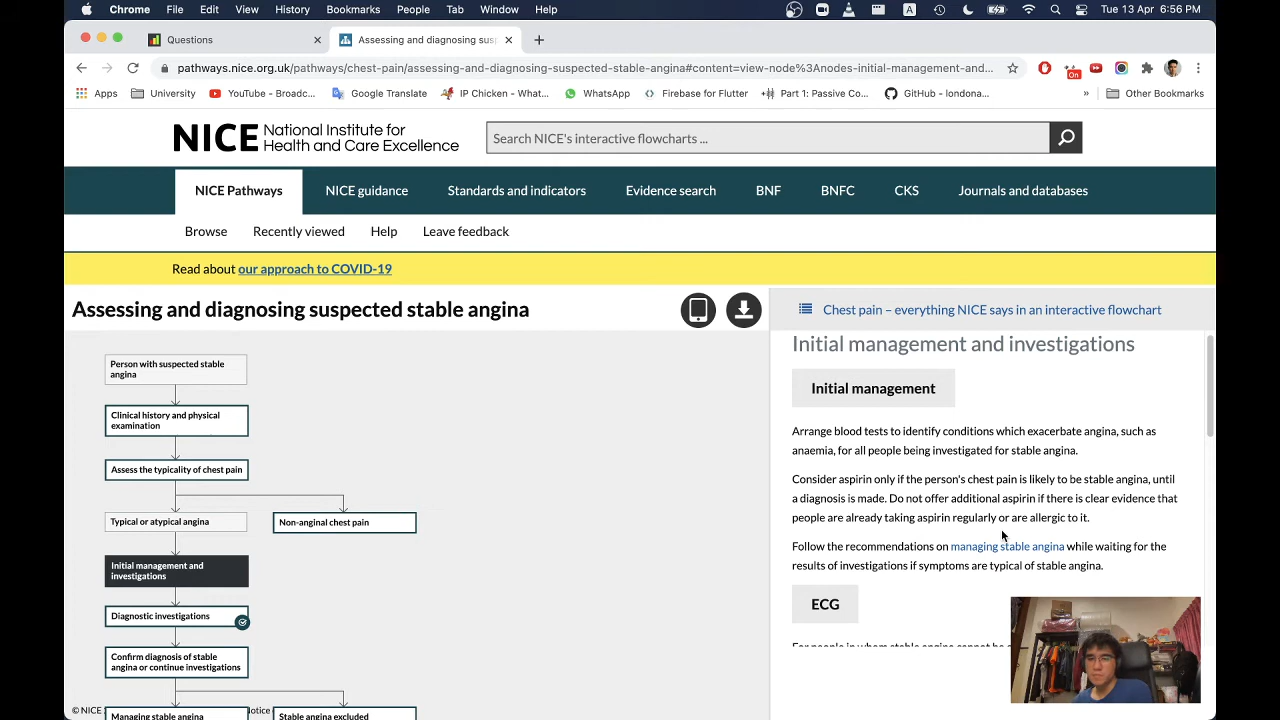 Chrome File Edit View History Bookmarks People Tab Window Help
A
Tue 13 Apr 6:56 PM
Questions
Assessing and diagnosing sus
pathways.nice.org.uk/pathways/chest-pain/assessing-and-diagnosing-suspected-stable-angina#content=view-node%3Anodes-initial-management-and...
On
Apps University YouTube - Broadc... Google Translate IP Chicken - What... WhatsApp Firebase for Flutter Part 1: Passive Co... GitHub - londona... » Other Bookmarks
NICE National Institute for
Health and Care Excellence
Search NICE's interactive flowcharts ...
NICE Pathways NICE guidance Standards and indicators Evidence search BNF BNFC CKS Journals and databases
Browse Recently viewed Help Leave feedback
Read about our approach to COVID-19
Assessing and diagnosing suspected stable angina
Person with suspected stable
angina
Clinical history and physical
examination
Assess the typicality of chest pain
Typical or atypical angina
Non-anginal chest pain
Initial management and
investigations
Diagnostic investigations
Confirm diagnosis of stable
angina or continue investigations
Managing stable angina
Stable angina excluded
© NICE
otice
Chest pain – everything NICE says in an interactive flowchart
Initial management and investigations
Initial management
Arrange blood tests to identify conditions which exacerbate angina, such as
anaemia, for all people being investigated for stable angina.
Consider aspirin only if the person's chest pain is likely to be stable angina, until
a diagnosis is made. Do not offer additional aspirin if there is clear evidence that
people are already taking aspirin regularly or are allergic to it.
Follow the recommendations on managing stable angina while waiting for the
results of investigations if symptoms are typical of stable angina.
ECG
For people in whom stable angina cannot be